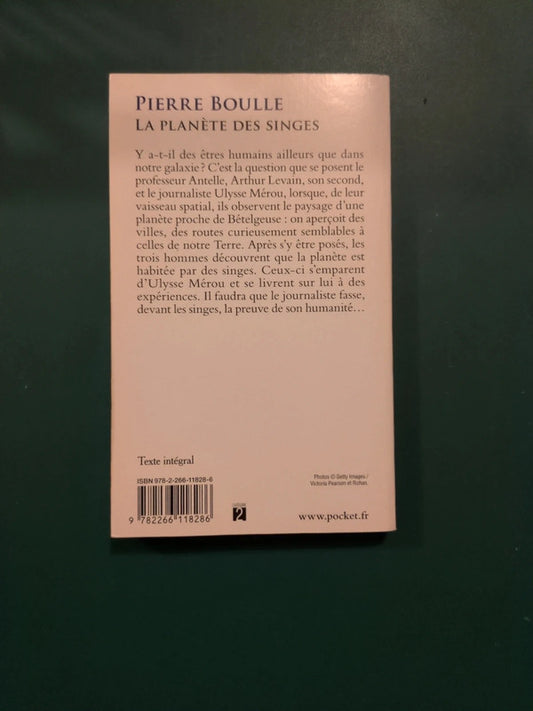 PIERRE BOULLE
LA PLANÈTE DES SINGES
Y a-t-il des êtres humains ailleurs que dans
notre galaxie ? C'est la question que se posent le
professeur Antelle, Arthur Levain, son second,
et le journaliste Ulysse Mérou, lorsque, de leur
vaisseau spatial, ils observent le paysage d'une
planète proche de Bételgeuse : on aperçoit des
villes, des routes curieusement semblables à
celles de notre Terre. Après s'y être posés, les
trois hommes découvrent que la planète est
habitée par des singes. Ceux-ci s'emparent
d'Ulysse Mérou et se livrent sur lui à des
expériences. Il faudra que le journaliste fasse,
devant les singes, la preuve de son humanité…
Texte intégral
ISBN 978-2-266-11828-6
9 782266 118286
2
Photos © Getty Images /
Victoria Pearson et Rohan.
www.pocket.fr